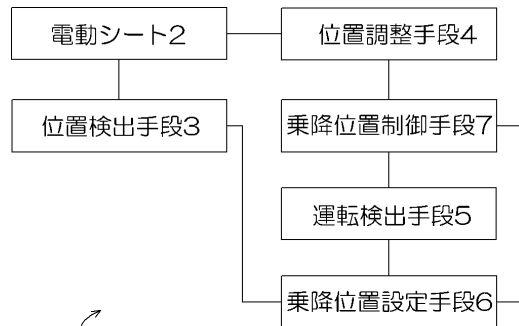 電動シート2
位置調整手段4
位置検出手段3
乗降位置制御手段7
運転検出手段5
乗降位置設定手段6